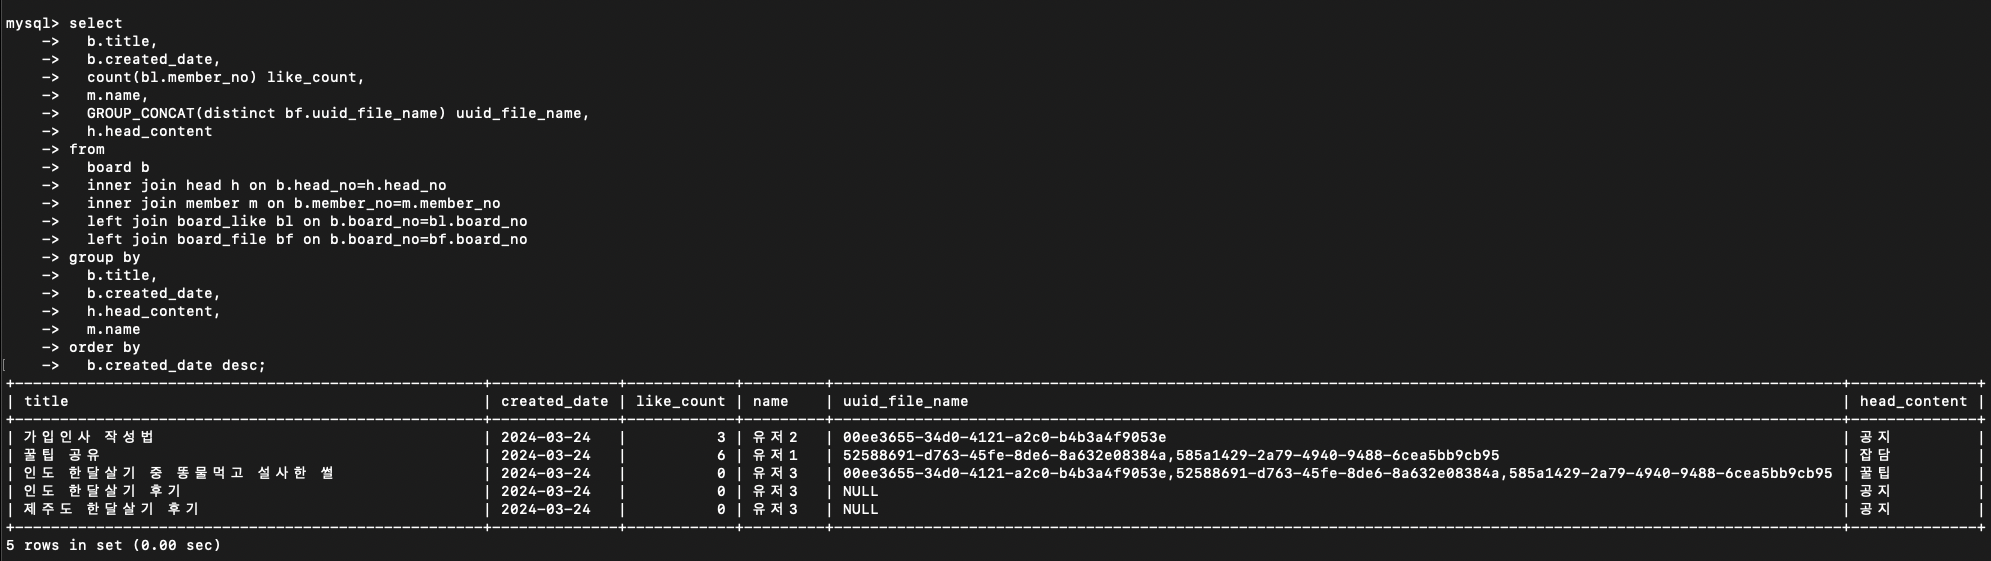 mysql> select
    ->   b.title,
    ->   b.created_date,
    ->   count(bl.member_no) like_count,
    ->   m.name,
    ->   GROUP_CONCAT(distinct bf.uuid_file_name) uuid_file_name,
    ->   h.head_content
    -> from
    ->   board b
    ->   inner join head h on b.head_no=h.head_no
    ->   inner join member m on b.member_no=m.member_no
    ->   left join board_like bl on b.board_no=bl.board_no
    ->   left join board_file bf on b.board_no=bf.board_no
    -> group by
    ->   b.title,
    ->   b.created_date,
    ->   h.head_content,
    ->   m.name
    -> order by
    ->   b.created_date desc;
| title | created_date | like_count | name | uuid_file_name | head_content |
| 가입인사 작성법 | 2024-03-24 | 3 | 유저2 | 00ee3655-34d0-4121-a2c0-b4b3a4f9053e | 공지 |
| 꿀팁 공유 | 2024-03-24 | 6 | 유저1 | 52588691-d763-45fe-8de6-8a632e08384a,585a1429-2a79-4940-9488-6cea5bb9cb95 | 잡담 |
| 인도 한달살기 중 똥물먹고 설사한 썰 | 2024-03-24 | 0 | 유저3 | 00ee3655-34d0-4121-a2c0-b4b3a4f9053e,52588691-d763-45fe-8de6-8a632e08384a,585a1429-2a79-4940-9488-6cea5bb9cb95 | 꿀팁 |
| 인도 한달살기 후기 | 2024-03-24 | 0 | 유저3 | NULL | 공지 |
| 제주도 한달살기 후기 | 2024-03-24 | 0 | 유저3 | NULL | 공지 |
5 rows in set (0.00 sec)